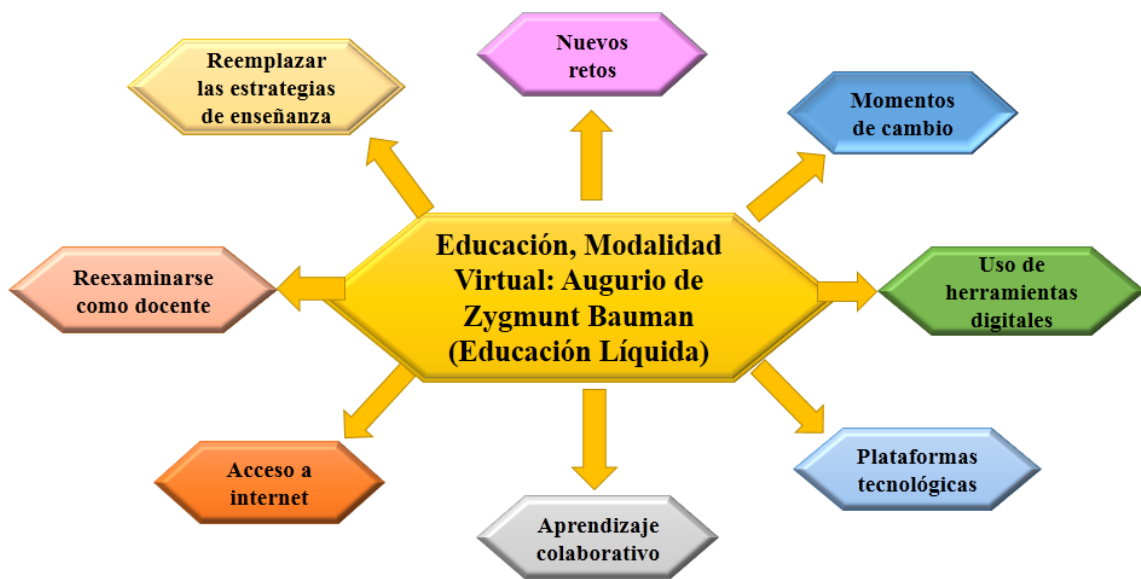 Nuevos
retos
Reemplazar
las estrategias
de enseñanza
Momentos
de cambio
Educación, Modalidad
Virtual: Augurio de
Zygmunt Bauman
(Educación Líquida)
Reexaminarse
como docente
Uso de
herramientas
digitales
Acceso a
internet
Plataformas
tecnológicas
Aprendizaje
colaborativo